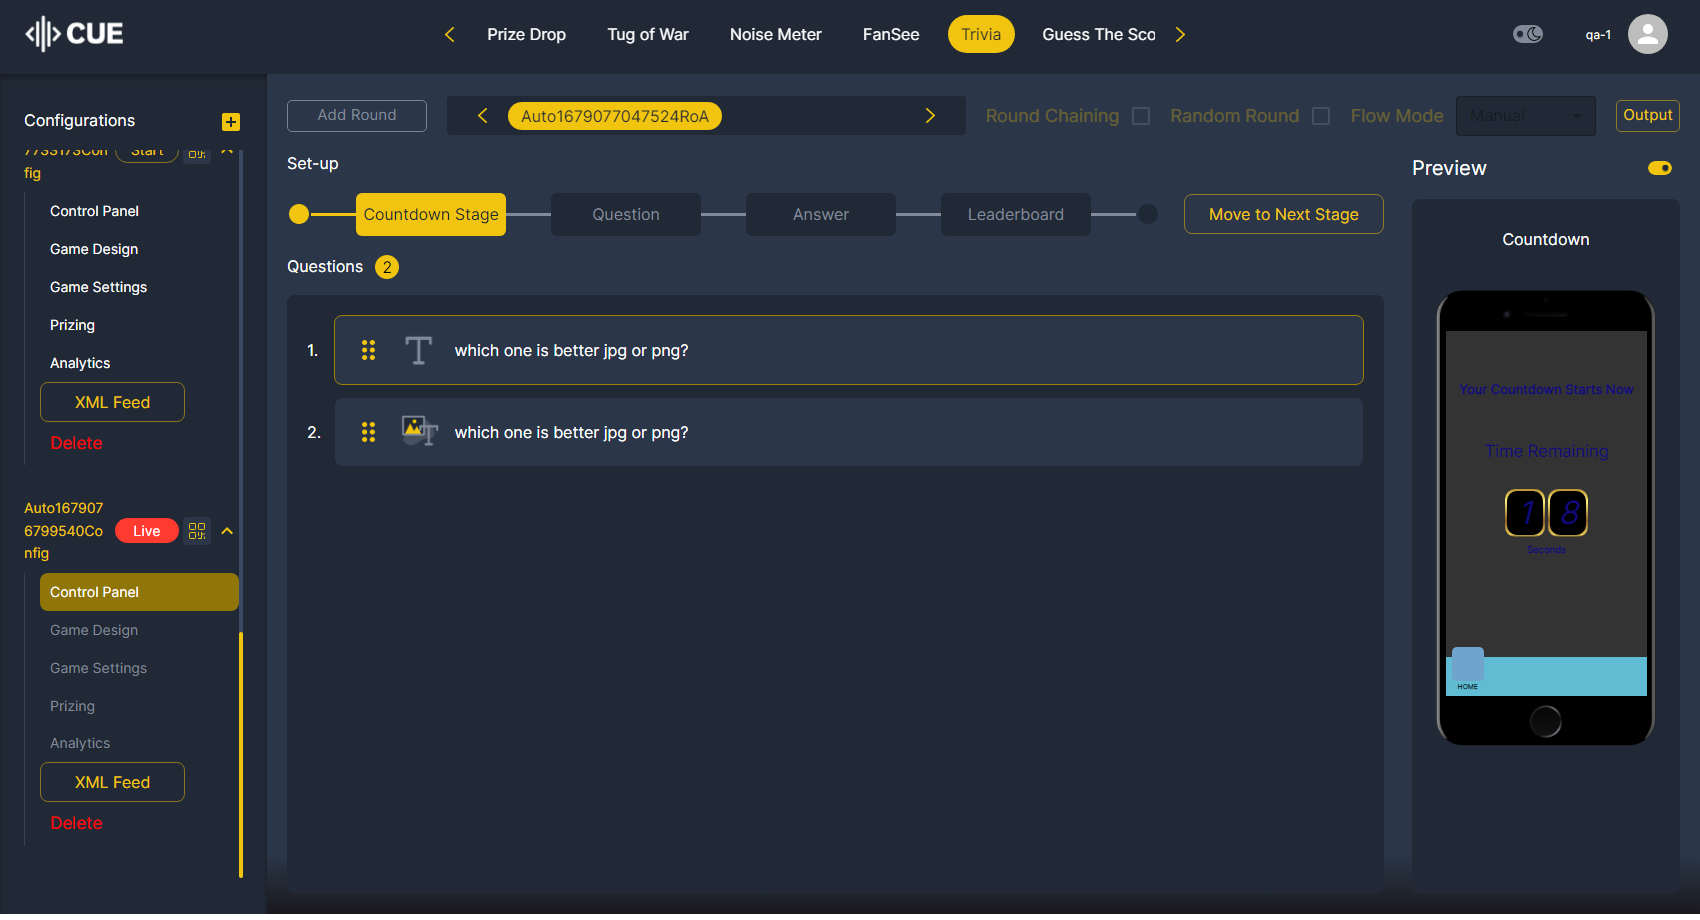 CUE
Prize Drop
Tug of War
Noise Meter
FanSee
Trivia
Guess The Sco
qa-1
Configurations
773317SConfig
Start
Control Panel
Game Design
Game Settings
Prizing
Analytics
XML Feed
Delete
Auto167907
6799540Co
nfig
Live
Control Panel
Game Design
Game Settings
Prizing
Analytics
XML Feed
Delete
Add Round
Auto1679077047524RoA
Round Chaining
Random Round
Flow Mode
Manual
Output
Set-up
Countdown Stage
Question
Answer
Leaderboard
Move to Next Stage
Questions 2
1. which one is better jpg or png?
2. which one is better jpg or png?
Preview
Countdown
Your Countdown Starts Now
Time Remaining
1 8
Seconds
HOME